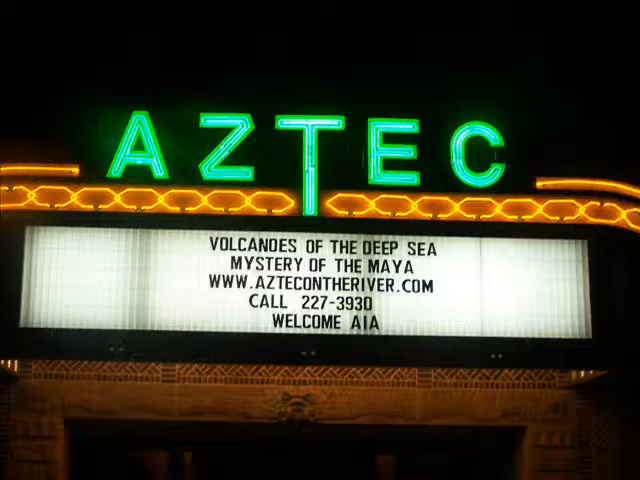 AZTEC
VOLCANOES OF THE DEEP SEA
MYSTERY OF THE MAYA
WWW.AZTECONTHERIVER.COM
CALL 227-3930
WELCOME AIA